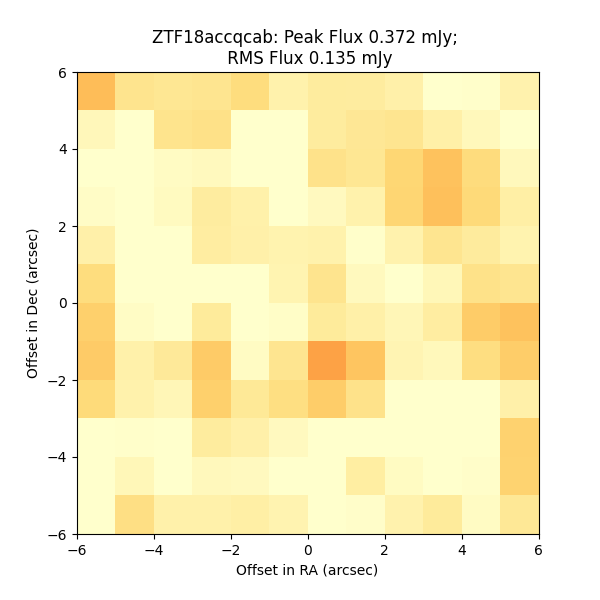 ZTF18accqcab: Peak Flux 0.372 mJy;
RMS Flux 0.135 mJy
6
4
2
0
−2
−4
−6
Offset in Dec (arcsec)
−6 −4 −2 0 2 4 6
Offset in RA (arcsec)